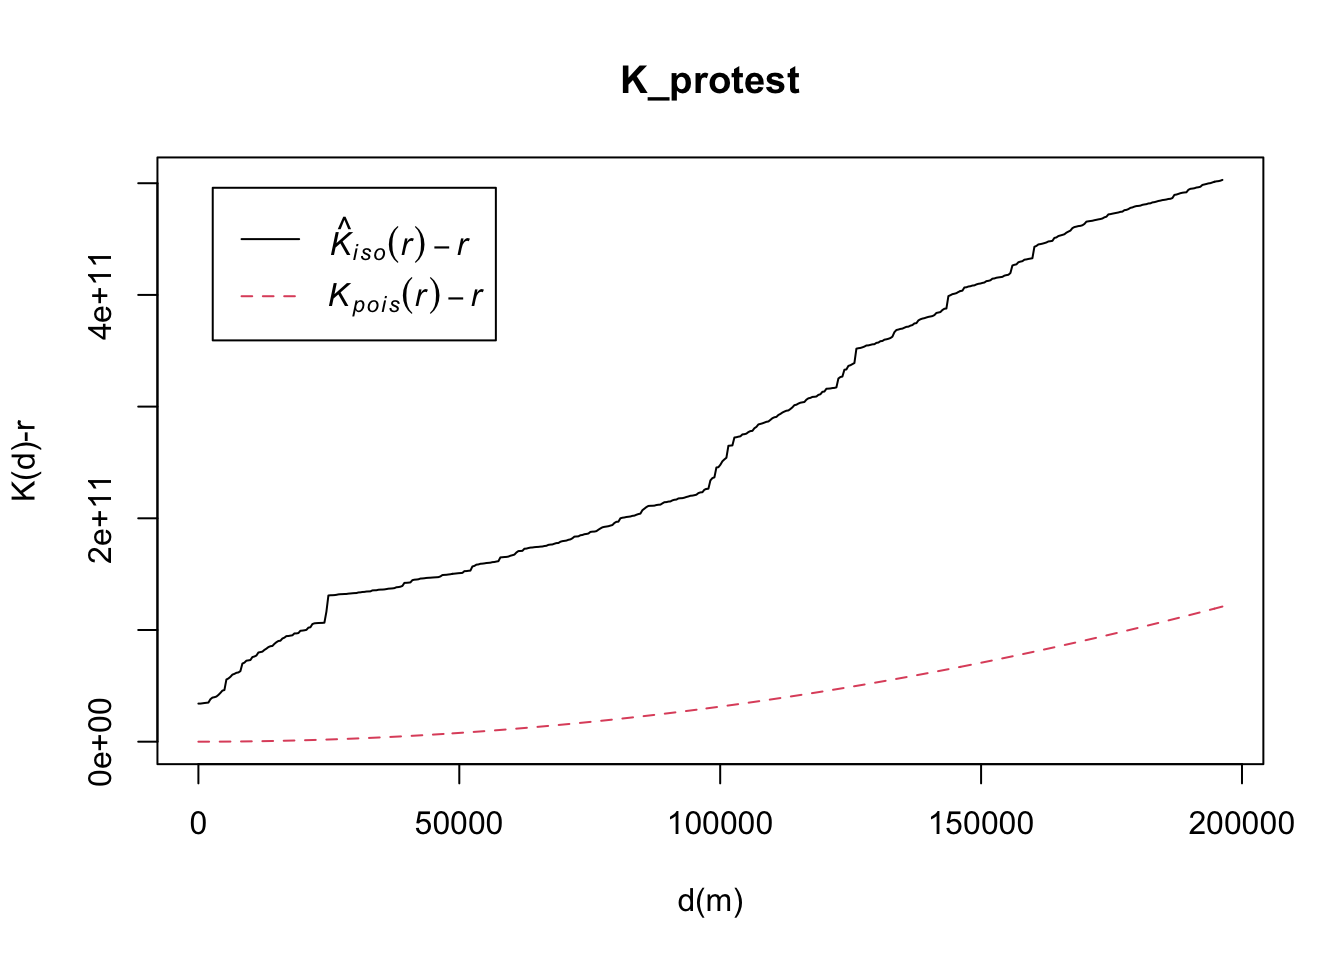 K_protest
K̂iso(r) − r
Kpois(r) − r
K(d)-r
0e+00
2e+11
4e+11
0
50000
100000
150000
200000
d(m)